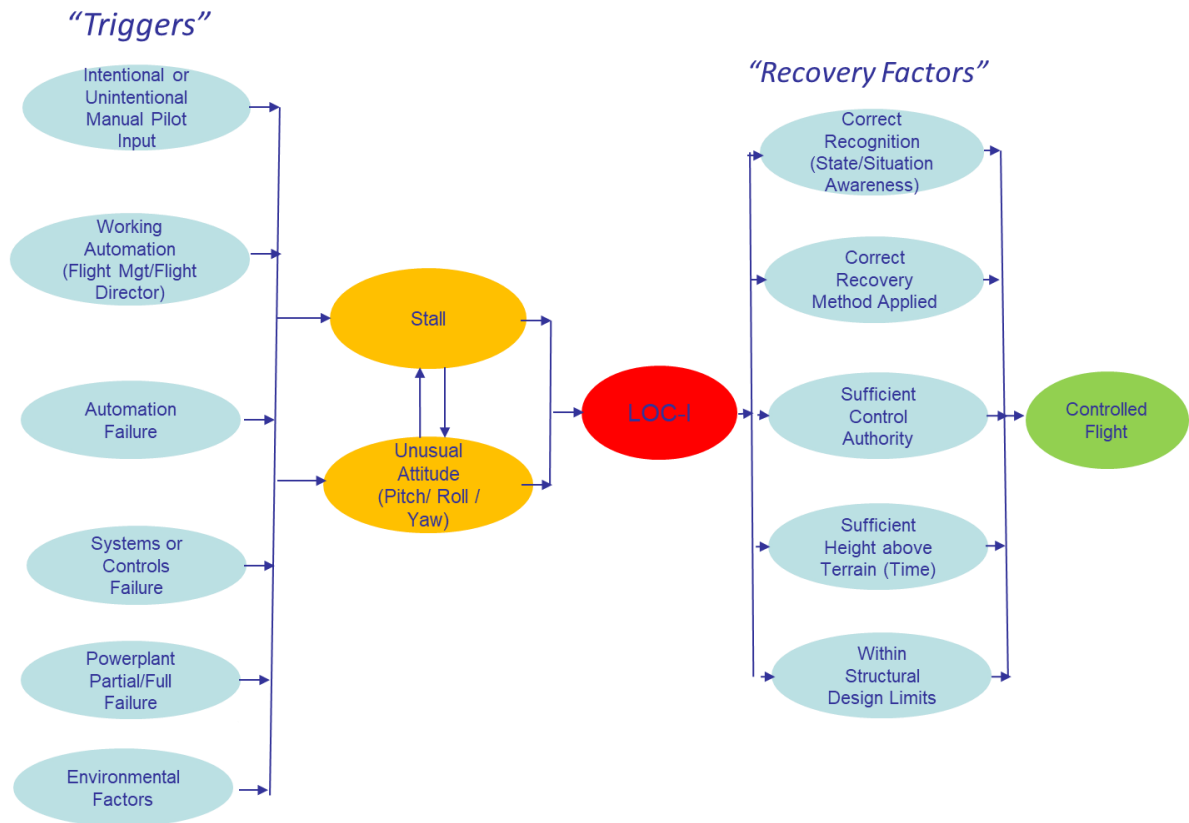 “Triggers”
Intentional or
Unintentional
Manual Pilot
Input
Working
Automation
(Flight Mgt/Flight
Director)
Automation
Failure
Systems or
Controls
Failure
Powerplant
Partial/Full
Failure
Environmental
Factors
Stall
Unusual
Attitude
(Pitch/ Roll /
Yaw)
LOC-I
“Recovery Factors”
Correct
Recognition
(State/Situation
Awareness)
Correct
Recovery
Method Applied
Sufficient
Control
Authority
Sufficient
Height above
Terrain (Time)
Within
Structural
Design Limits
Controlled
Flight